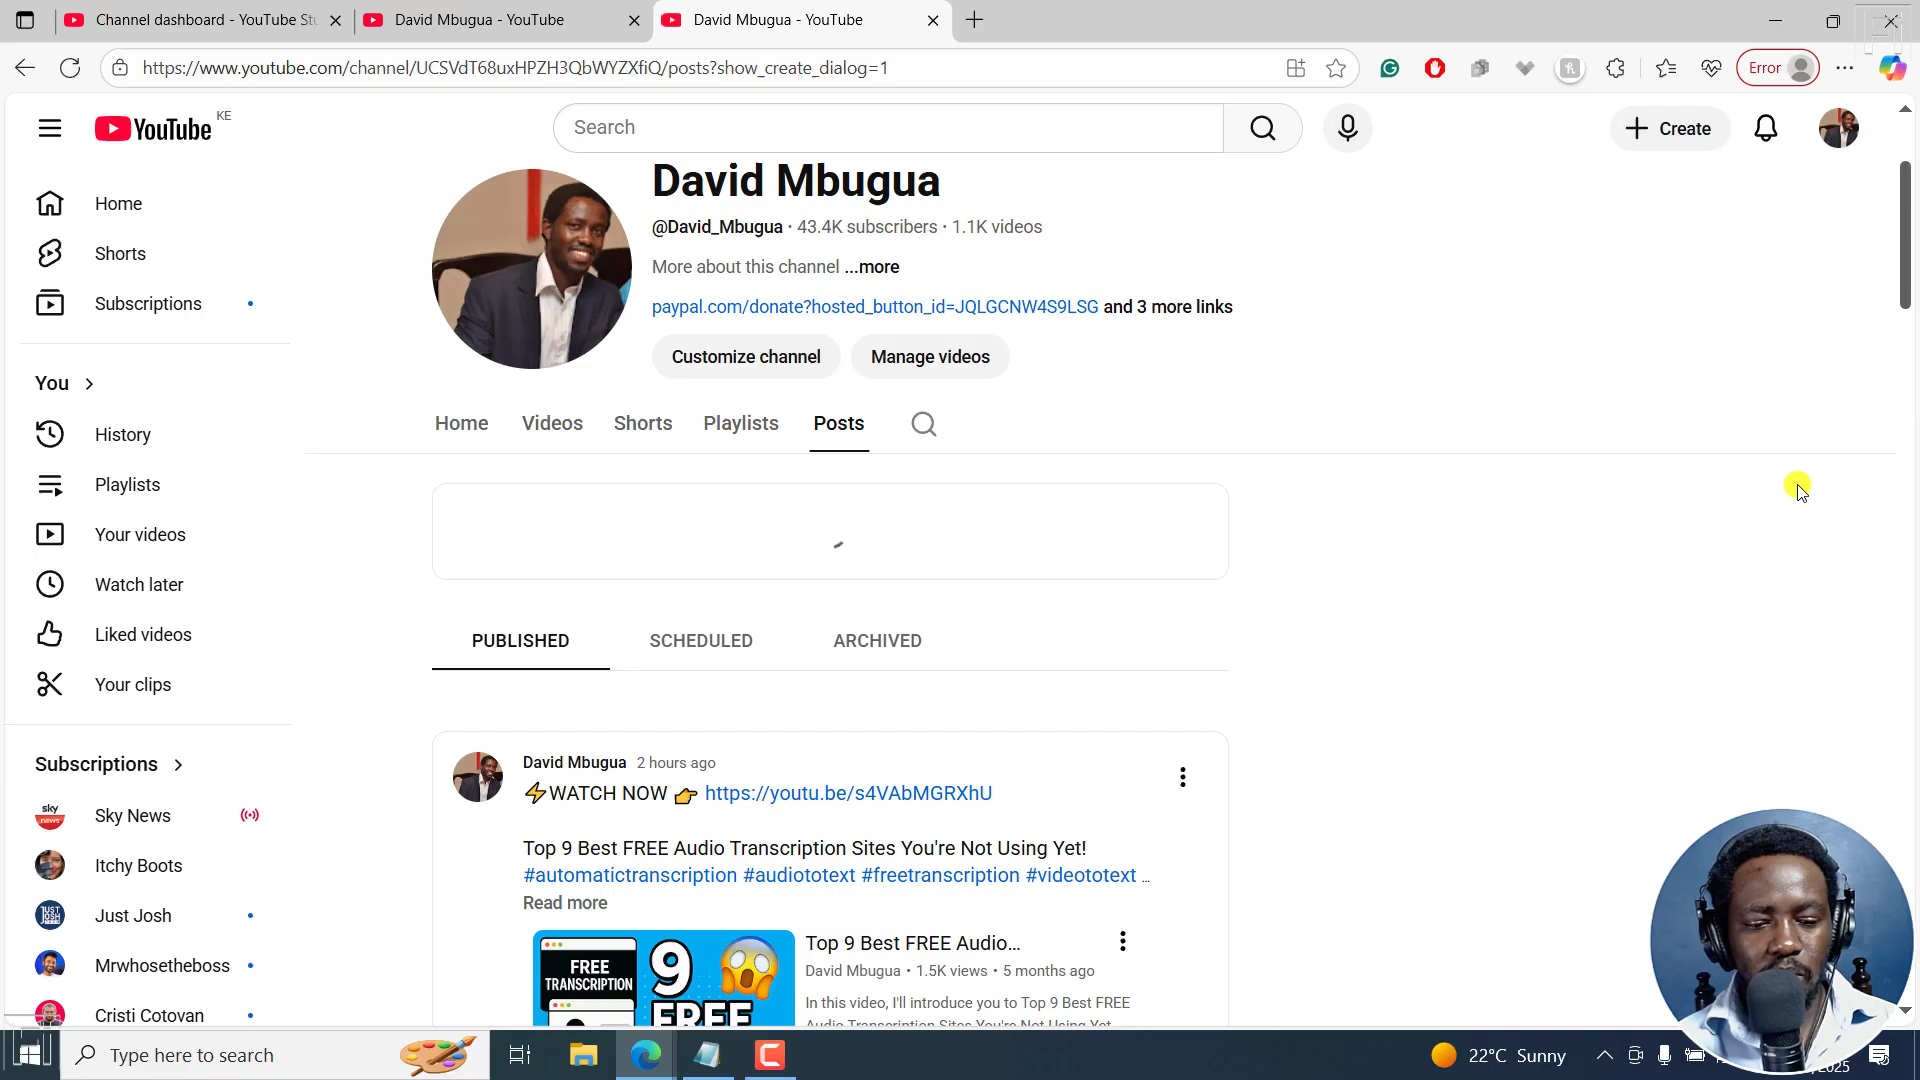 Channel dashboard - YouTube Stu
David Mbugua - YouTube
David Mbugua - YouTube
https://www.youtube.com/channel/UCSVdT68uxHPZH3QbWYZXfiQ/posts?show_create_dialog=1
Error
YouTube KE
Search
Create
Home
Shorts
Subscriptions
You
History
Playlists
Your videos
Watch later
Liked videos
Your clips
Subscriptions
Sky News
Itchy Boots
Just Josh
Mrwhosetheboss
Cristi Cotovan
David Mbugua
@David_Mbugua · 43.4K subscribers · 1.1K videos
More about this channel ...more
paypal.com/donate?hosted_button_id=JQLGCNW4S9LSG and 3 more links
Customize channel
Manage videos
Home Videos Shorts Playlists Posts
PUBLISHED SCHEDULED ARCHIVED
David Mbugua 2 hours ago
⚡WATCH NOW 👉 https://youtu.be/s4VAbMGRXhU
Top 9 Best FREE Audio Transcription Sites You're Not Using Yet!
#automatictranscription #audiototext #freetranscription #videototext ...
Read more
FREE
TRANSCRIPTION
9
FREE
Top 9 Best FREE Audio...
David Mbugua • 1.5K views • 5 months ago
In this video, I'll introduce you to Top 9 Best FREE
Audio Transcription Sites You're Not Using Yet
Type here to search
22°C Sunny
2025